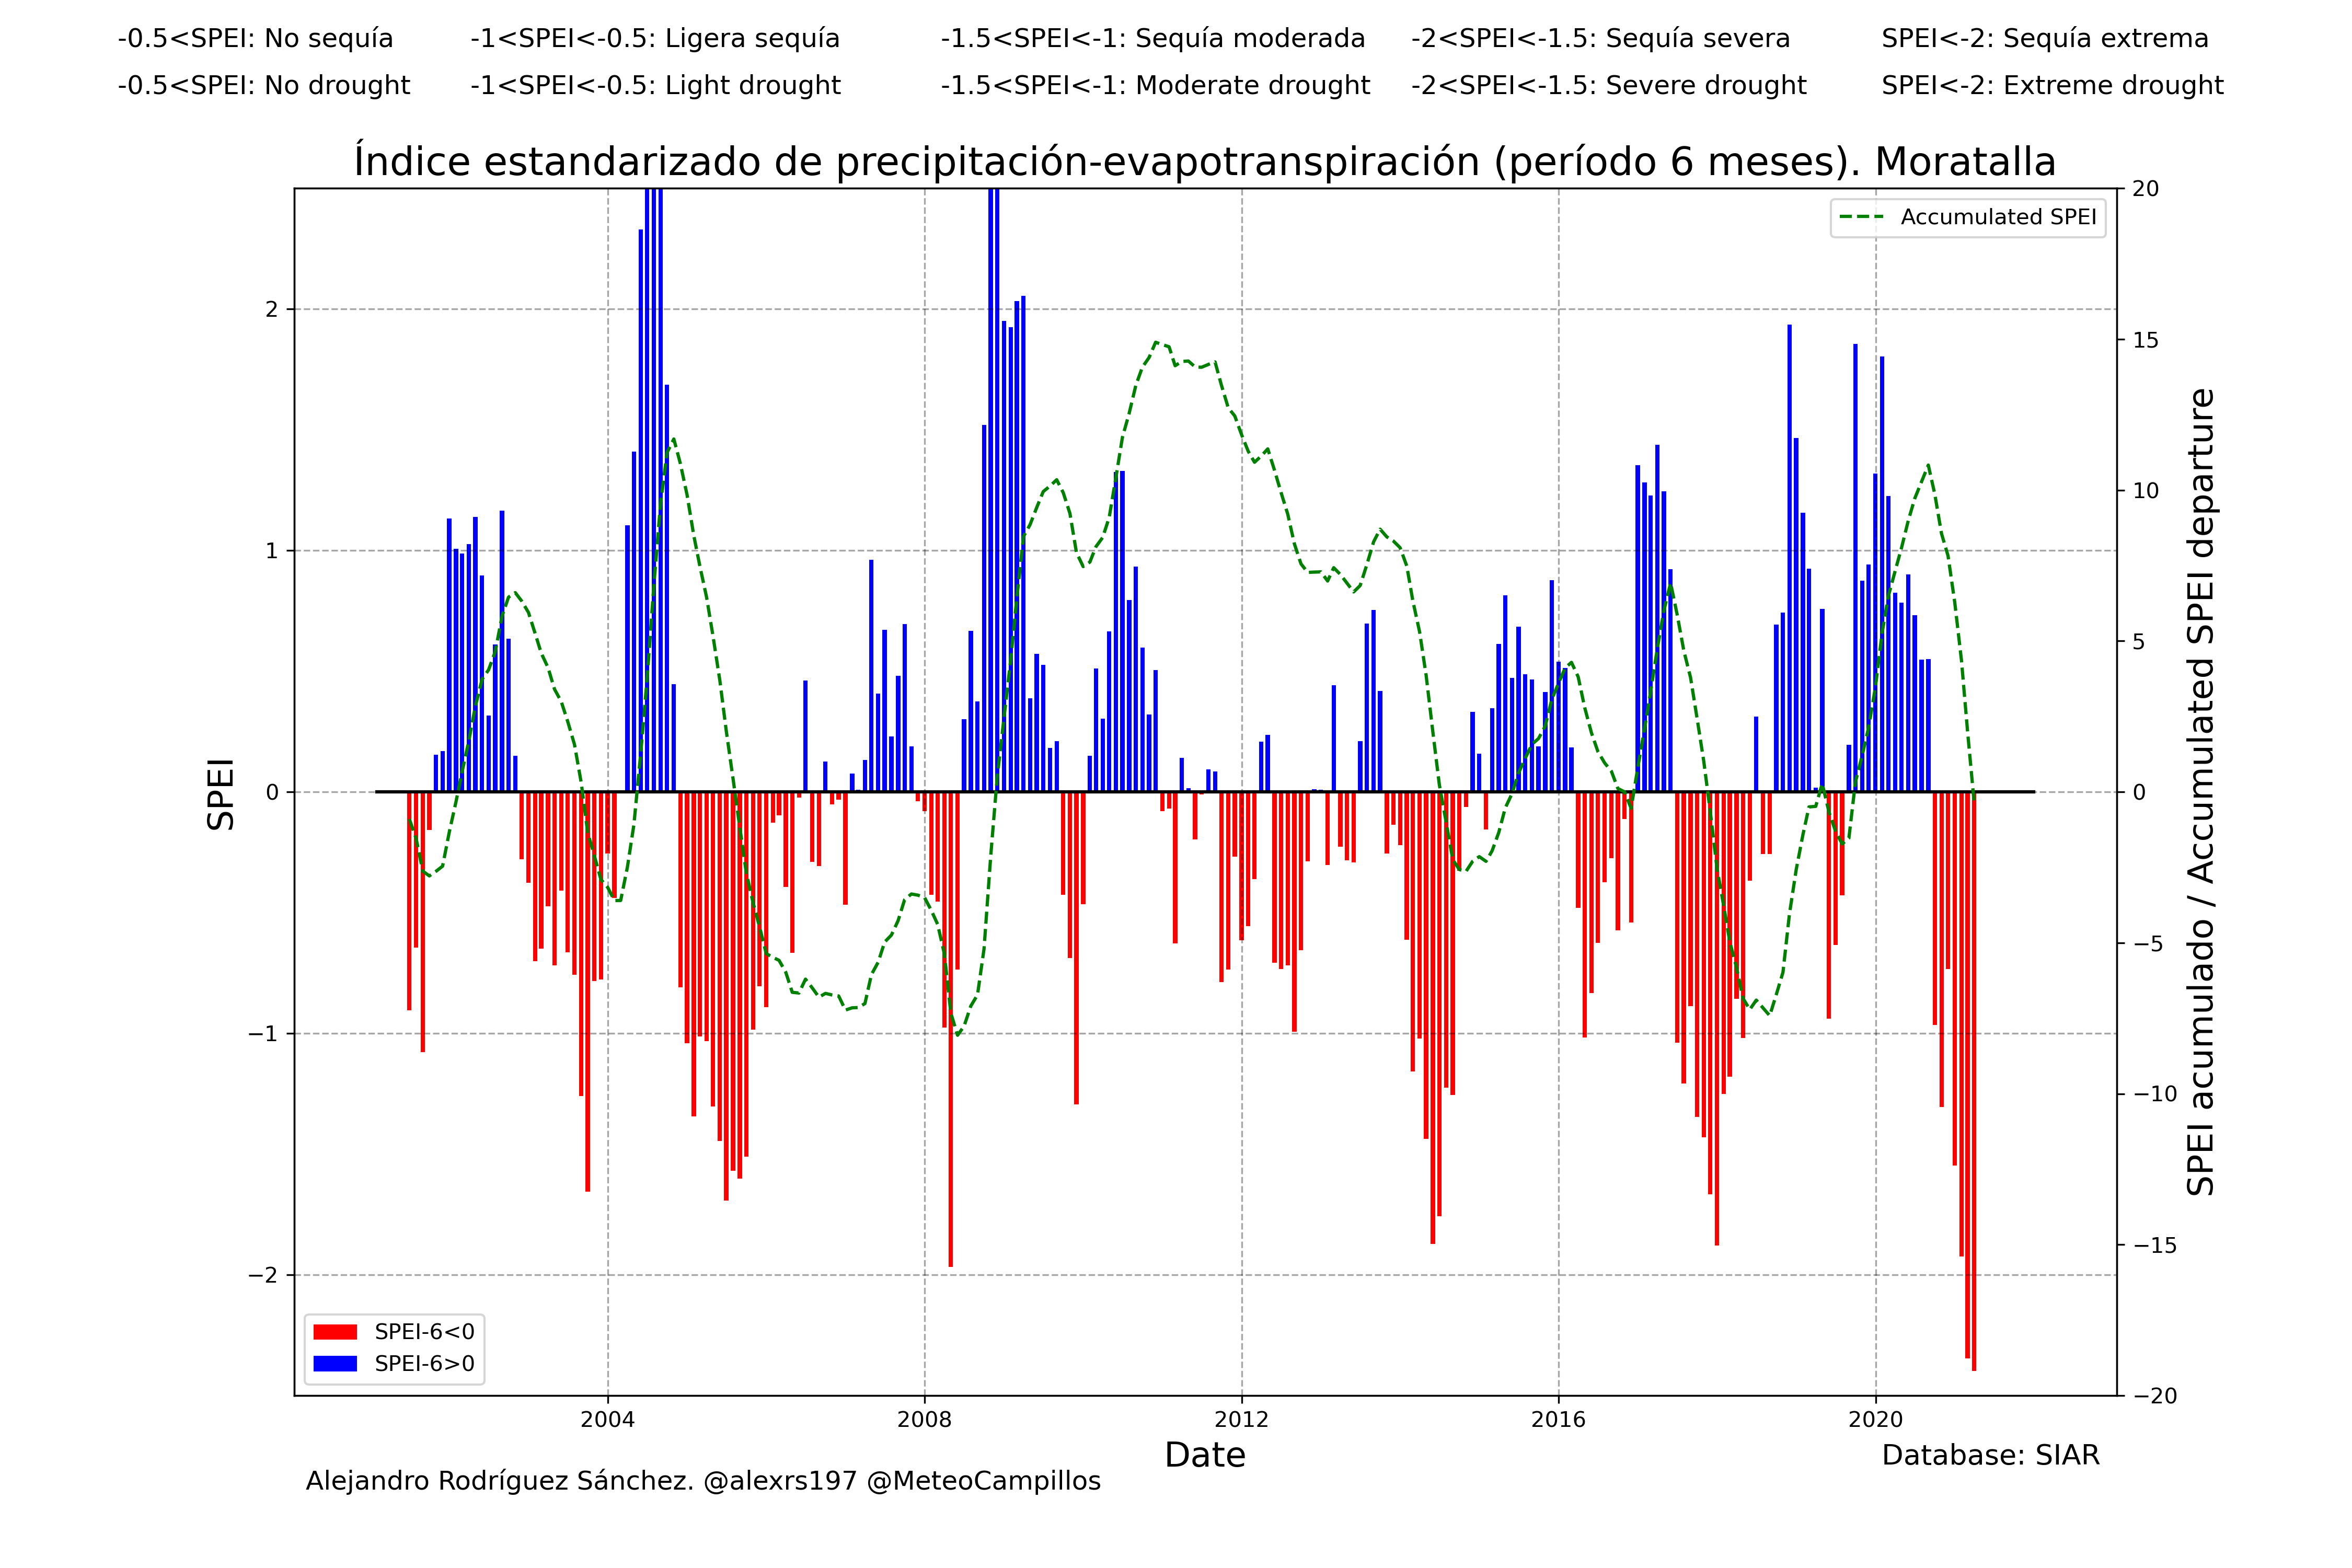 -0.5<SPEI: No sequía -1<SPEI<-0.5: Ligera sequía -1.5<SPEI<-1: Sequía moderada -2<SPEI<-1.5: Sequía severa SPEI<-2: Sequía extrema
-0.5<SPEI: No drought -1<SPEI<-0.5: Light drought -1.5<SPEI<-1: Moderate drought -2<SPEI<-1.5: Severe drought SPEI<-2: Extreme drought
Índice estandarizado de precipitación-evapotranspiración (período 6 meses). Moratalla
Accumulated SPEI
SPEI
2
1
0
−1
−2
20
15
10
5
0
−5
−10
−15
−20
SPEI acumulado / Accumulated SPEI departure
SPEI-6<0
SPEI-6>0
2004 2008 2012 2016 2020
Date
Database: SIAR
Alejandro Rodríguez Sánchez. @alexrs197 @MeteoCampillos